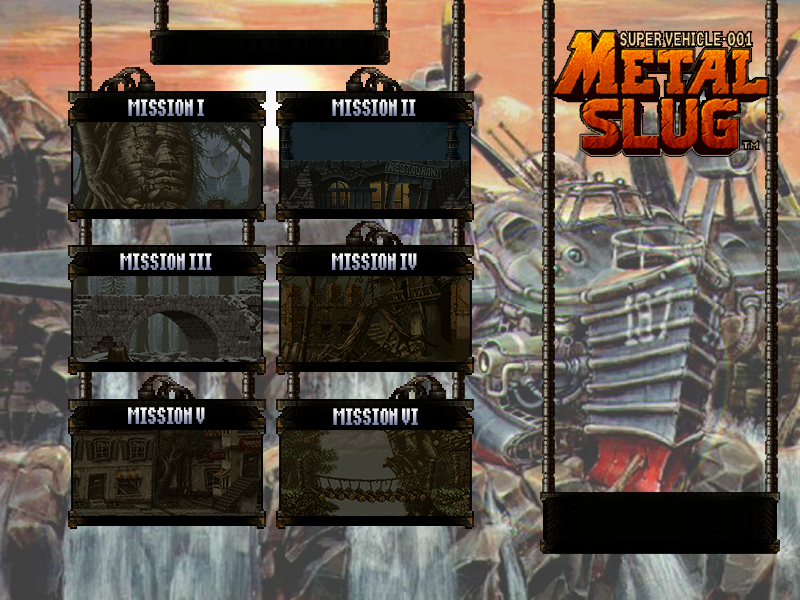 SUPER VEHICLE-001
METAL
SLUG
TM
MISSION I
MISSION II
RESTAURANT
MISSION III
MISSION IV
187
MISSION V
MISSION VI